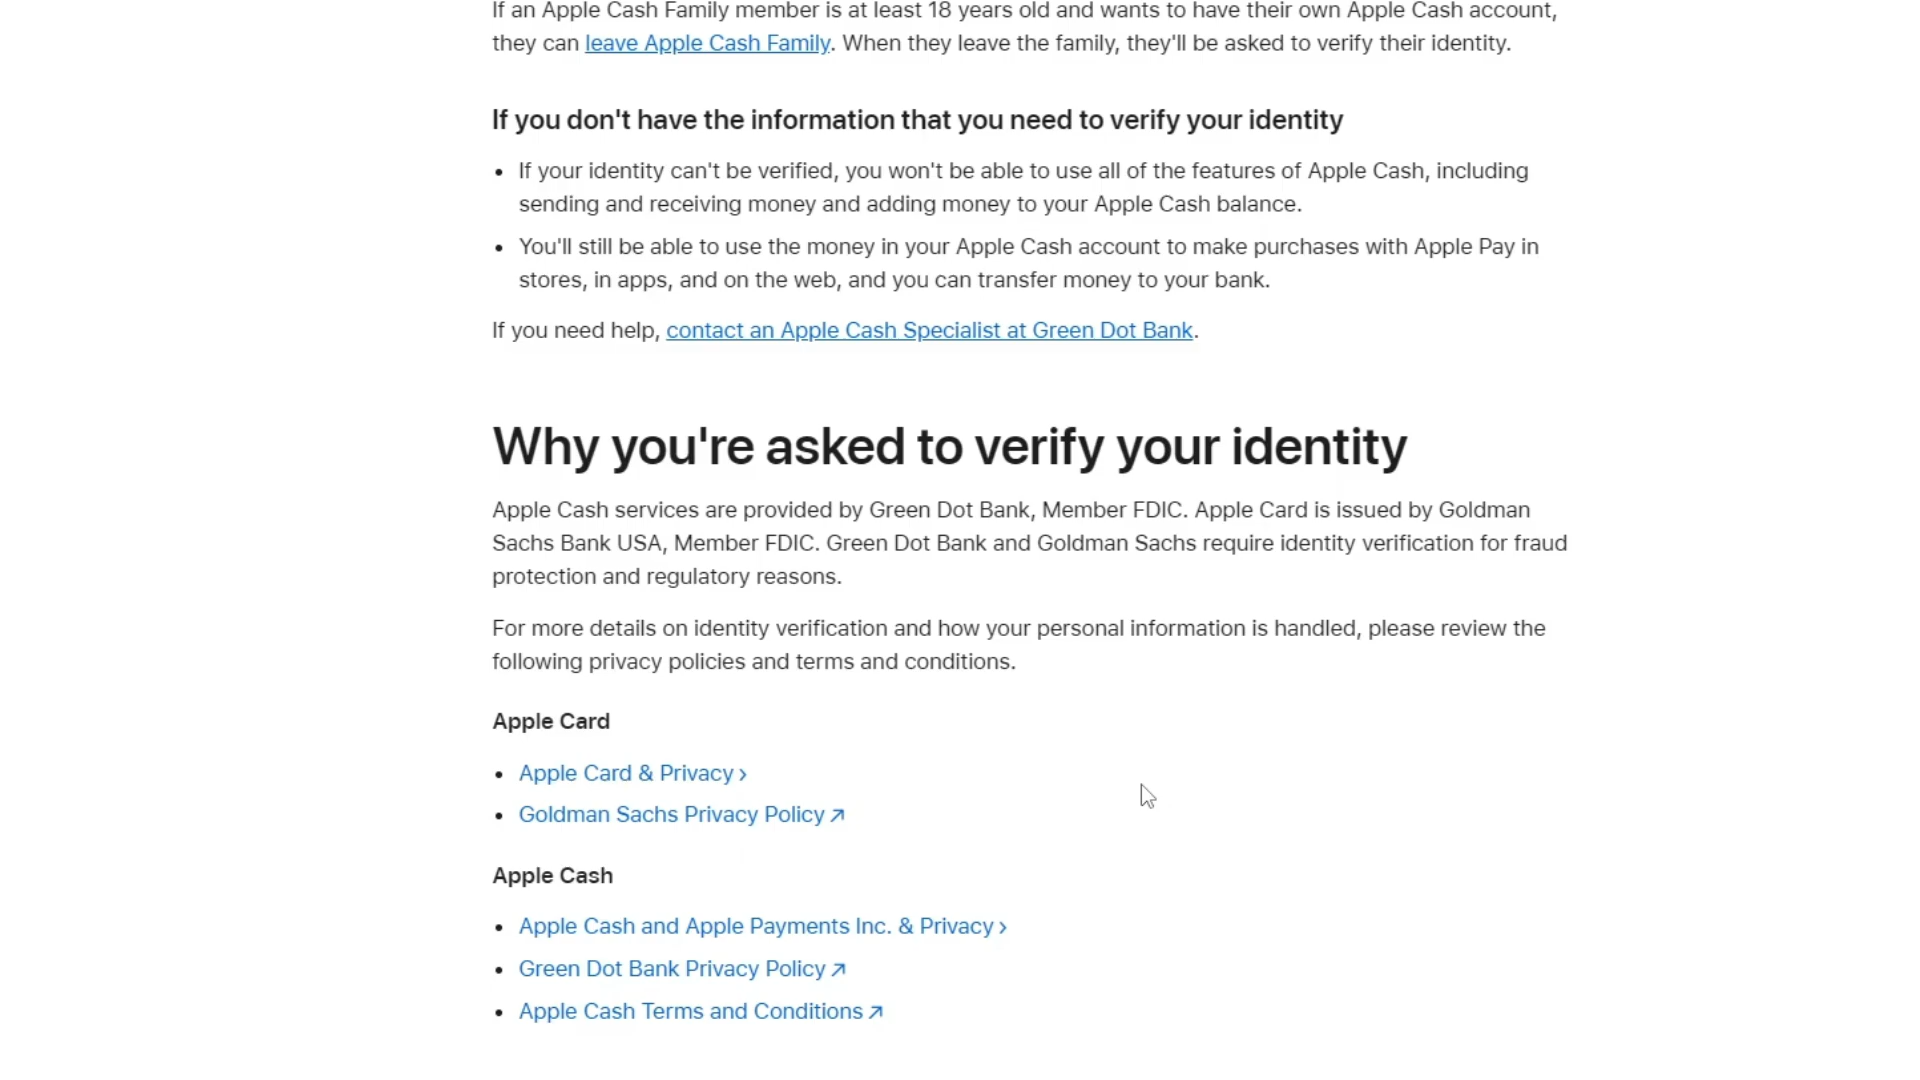 If an Apple Cash Family member is at least 18 years old and wants to have their own Apple Cash account,
they can leave Apple Cash Family. When they leave the family, they'll be asked to verify their identity.
If you don't have the information that you need to verify your identity
• If your identity can't be verified, you won't be able to use all of the features of Apple Cash, including
sending and receiving money and adding money to your Apple Cash balance.
• You'll still be able to use the money in your Apple Cash account to make purchases with Apple Pay in
stores, in apps, and on the web, and you can transfer money to your bank.
If you need help, contact an Apple Cash Specialist at Green Dot Bank.
Why you're asked to verify your identity
Apple Cash services are provided by Green Dot Bank, Member FDIC. Apple Card is issued by Goldman
Sachs Bank USA, Member FDIC. Green Dot Bank and Goldman Sachs require identity verification for fraud
protection and regulatory reasons.
For more details on identity verification and how your personal information is handled, please review the
following privacy policies and terms and conditions.
Apple Card
• Apple Card & Privacy ›
• Goldman Sachs Privacy Policy ↗
Apple Cash
• Apple Cash and Apple Payments Inc. & Privacy ›
• Green Dot Bank Privacy Policy ↗
• Apple Cash Terms and Conditions ↗